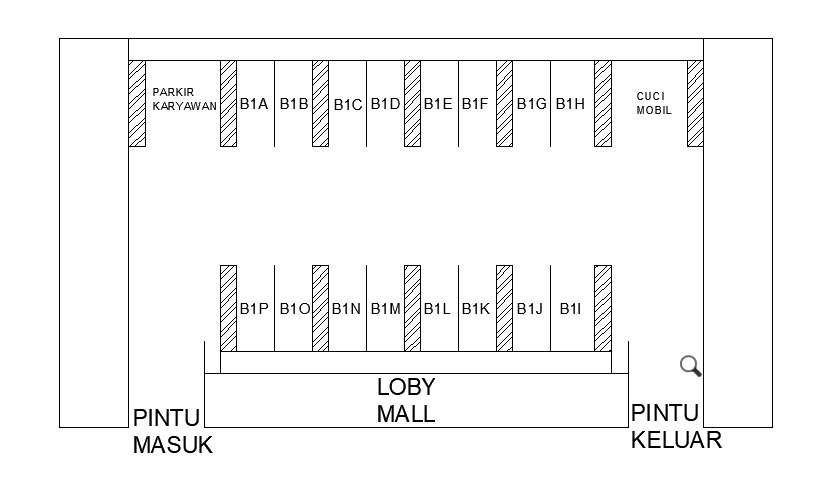 PARKIR
KARYAWAN
B1A
B1B
B1C
B1D
B1E
B1F
B1G
B1H
CUCI
MOBIL
B1P
B1O
B1N
B1M
B1L
B1K
B1J
B1I
LOBY
MALL
PINTU
MASUK
PINTU
KELUAR